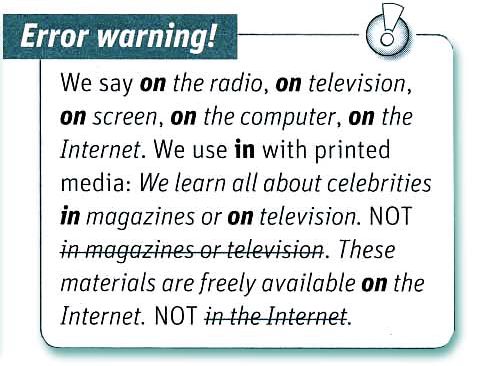 Error warning!
We say on the radio, on television,
on screen, on the computer, on the
Internet. We use in with printed
media: We learn all about celebrities
in magazines or on television. NOT
in magazines or television. These
materials are freely available on the
Internet. NOT in the Internet.